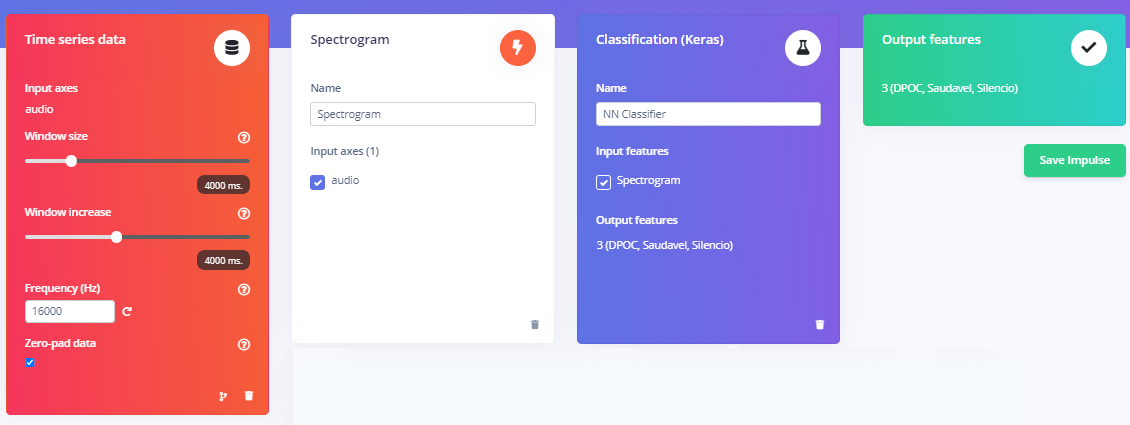 Time series data
Input axes
audio
Window size
4000 ms.
Window increase
4000 ms.
Frequency (Hz)
16000
Zero-pad data
Spectrogram
Name
Spectrogram
Input axes (1)
audio
Classification (Keras)
Name
NN Classifier
Input features
Spectrogram
Output features
3 (DPOC, Saudavel, Silencio)
Output features
3 (DPOC, Saudavel, Silencio)
Save Impulse